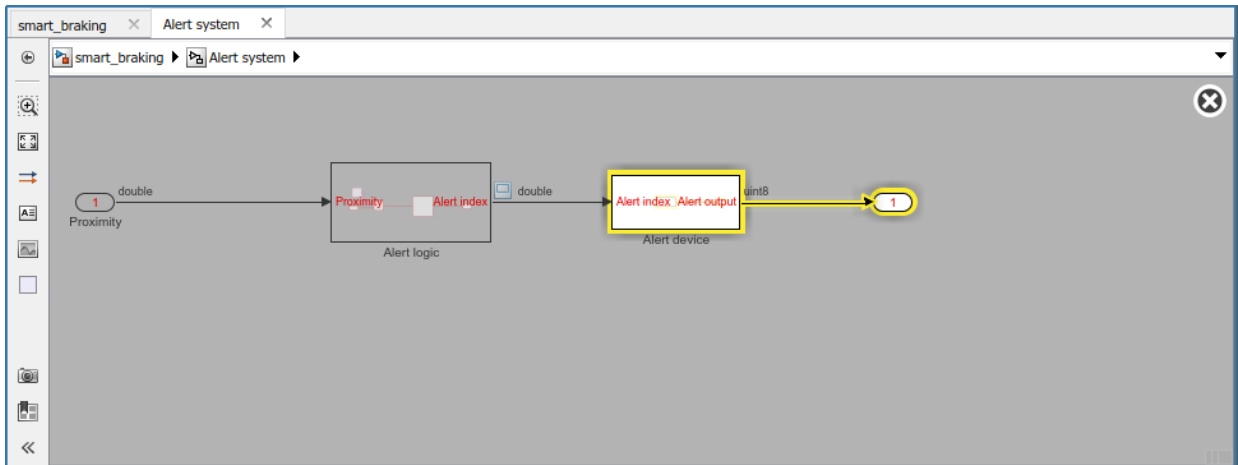 smart_braking
Alert system
smart_braking
Alert system
double
1
Proximity
Proximity
Alert index
Alert logic
double
Alert index
Alert output
Alert device
uint8
1